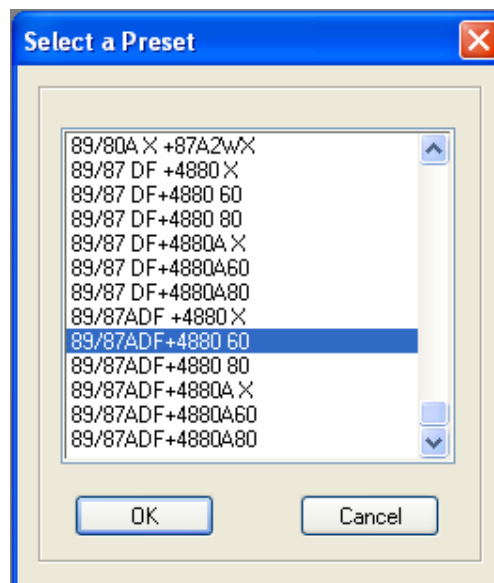 Select a Preset
89/80A X +87A2WX
89/87 DF +4880 X
89/87 DF+4880 60
89/87 DF+4880 80
89/87 DF+4880A X
89/87 DF+4880A60
89/87 DF+4880A80
89/87ADF +4880 X
89/87ADF+4880 60
89/87ADF+4880 80
89/87ADF+4880A X
89/87ADF+4880A60
89/87ADF+4880A80
OK Cancel